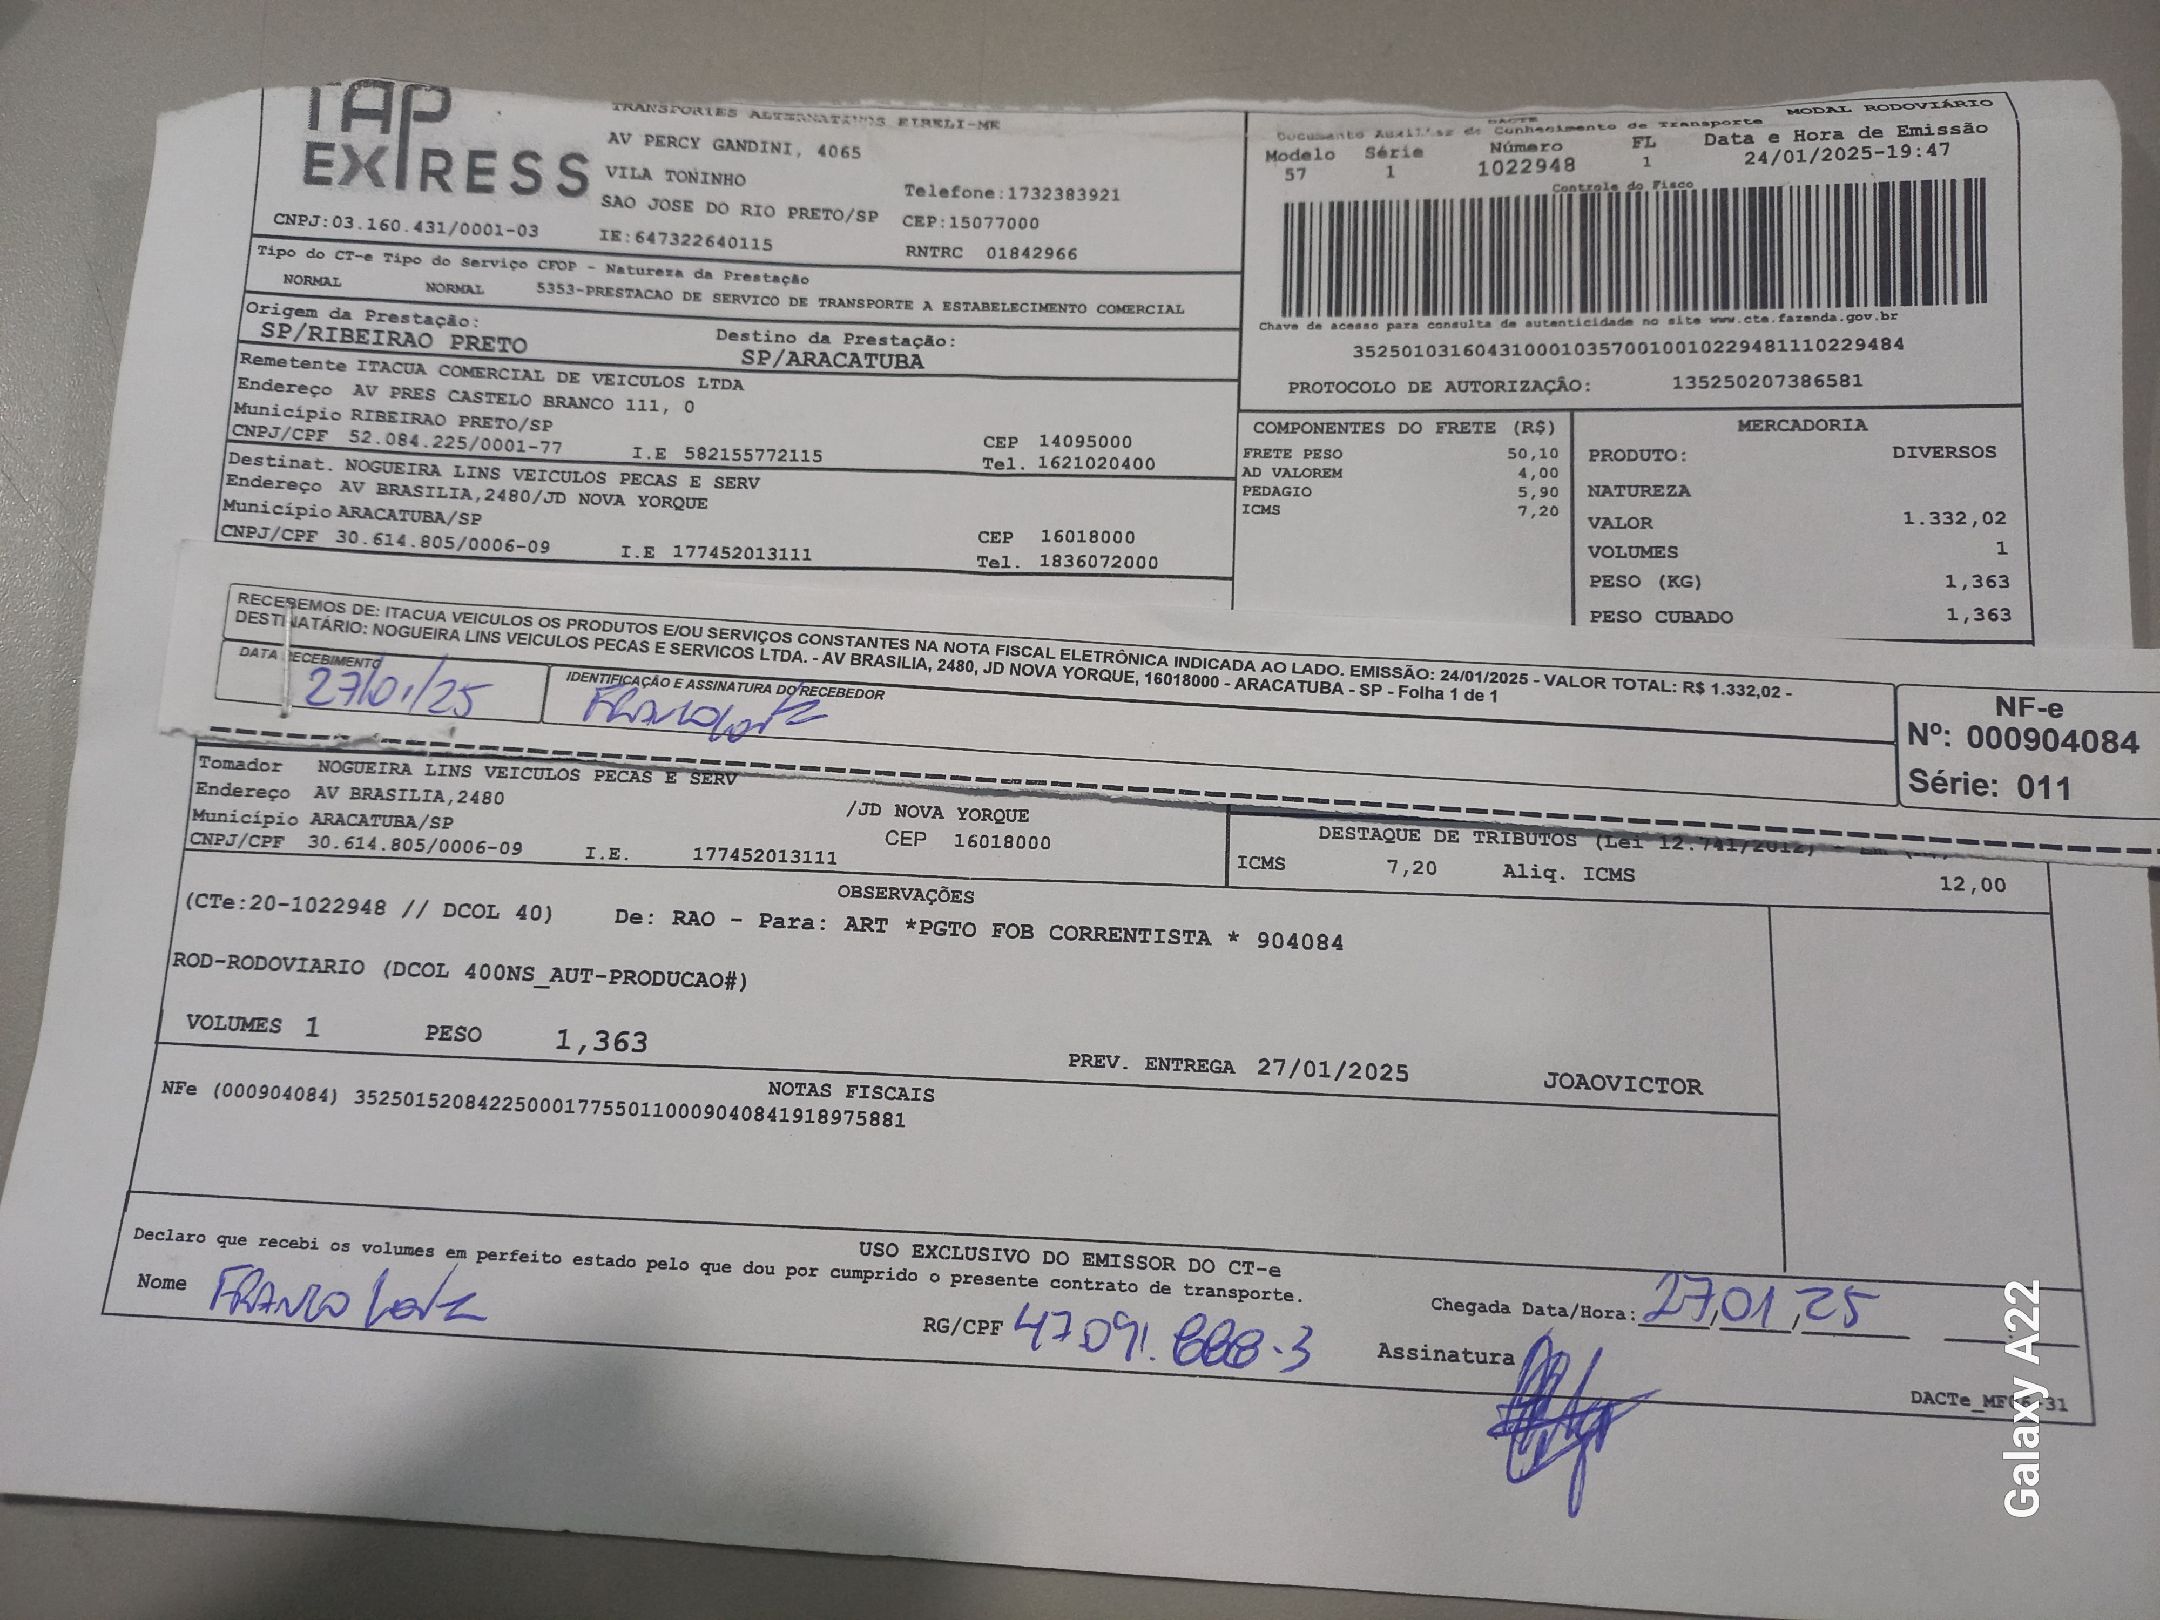 TAP
EXPRESS
TRANSPORTES ALTERNATIVOS EIRELI-ME
AV PERCY GANDINI, 4065
VILA TONINHO
Telefone:1732383921
SAO JOSE DO RIO PRETO/SP CEP:15077000
CNPJ:03.160.431/0001-03 IE:647322640115 RNTRC 01842966
DACTE MODAL RODOVIÁRIO
Documento Auxiliar de Conhecimento de Transporte
Modelo Série Número FL Data e Hora de Emissão
57 1 1022948 1 24/01/2025-19:47
Controle do Fisco
Chave de acesso para consulta de autenticidade no site www.cte.fazenda.gov.br
35250103160431000103570010010229481110229484
PROTOCOLO DE AUTORIZAÇÃO: 135250207386581
Tipo do CT-e Tipo do Serviço CFOP - Natureza da Prestação
NORMAL NORMAL 5353-PRESTACAO DE SERVICO DE TRANSPORTE A ESTABELECIMENTO COMERCIAL
Origem da Prestação: Destino da Prestação:
SP/RIBEIRAO PRETO SP/ARACATUBA
Remetente ITACUA COMERCIAL DE VEICULOS LTDA
Endereço AV PRES CASTELO BRANCO 111, 0
Município RIBEIRAO PRETO/SP CEP 14095000
CNPJ/CPF 52.084.225/0001-77 I.E 582155772115 Tel. 1621020400
Destinat. NOGUEIRA LINS VEICULOS PECAS E SERV
Endereço AV BRASILIA,2480/JD NOVA YORQUE
Município ARACATUBA/SP CEP 16018000
CNPJ/CPF 30.614.805/0006-09 I.E 177452013111 Tel. 1836072000
COMPONENTES DO FRETE (R$)
FRETE PESO 50,10
AD VALOREM 4,00
PEDAGIO 5,90
ICMS 7,20
MERCADORIA
PRODUTO: DIVERSOS
NATUREZA
VALOR 1.332,02
VOLUMES 1
PESO (KG) 1,363
PESO CUBADO 1,363
RECEBEMOS DE: ITACUA VEICULOS OS PRODUTOS E/OU SERVIÇOS CONSTANTES NA NOTA FISCAL ELETRÔNICA INDICADA AO LADO. EMISSÃO: 24/01/2025 - VALOR TOTAL: R$ 1.332,02 -
DESTINATÁRIO: NOGUEIRA LINS VEICULOS PECAS E SERVICOS LTDA. - AV BRASILIA, 2480, JD NOVA YORQUE, 16018000 - ARACATUBA - SP - Folha 1 de 1
DATA RECEBIMENTO IDENTIFICAÇÃO E ASSINATURA DO RECEBEDOR
27/01/25
NF-e
Nº: 000904084
Série: 011
Tomador NOGUEIRA LINS VEICULOS PECAS E SERV
Endereço AV BRASILIA,2480 /JD NOVA YORQUE
Município ARACATUBA/SP CEP 16018000
CNPJ/CPF 30.614.805/0006-09 I.E. 177452013111
DESTAQUE DE TRIBUTOS (Lei 12.741/2012)
ICMS 7,20 Aliq. ICMS 12,00
OBSERVAÇÕES
(CTe:20-1022948 // DCOL 40) De: RAO - Para: ART *PGTO FOB CORRENTISTA * 904084
ROD-RODOVIARIO (DCOL 400NS_AUT-PRODUCAO#)
VOLUMES 1 PESO 1,363 PREV. ENTREGA 27/01/2025 JOAOVICTOR
NOTAS FISCAIS
NFe (000904084) 35250152084225000177550110009040841918975881
USO EXCLUSIVO DO EMISSOR DO CT-e
Declaro que recebi os volumes em perfeito estado pelo que dou por cumprido o presente contrato de transporte.
Nome RG/CPF 47091.888-3 Chegada Data/Hora: 27,01,25
Assinatura
DACTe_MF06-31
Galaxy A22